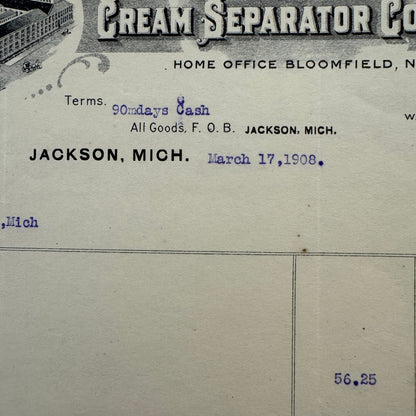 CREAM SEPARATOR CO
HOME OFFICE BLOOMFIELD, N
Terms. 90mdays Cash
W
All Goods, F. O. B. JACKSON, MICH.
JACKSON, MICH. March 17,1908.
,Mich
56.25